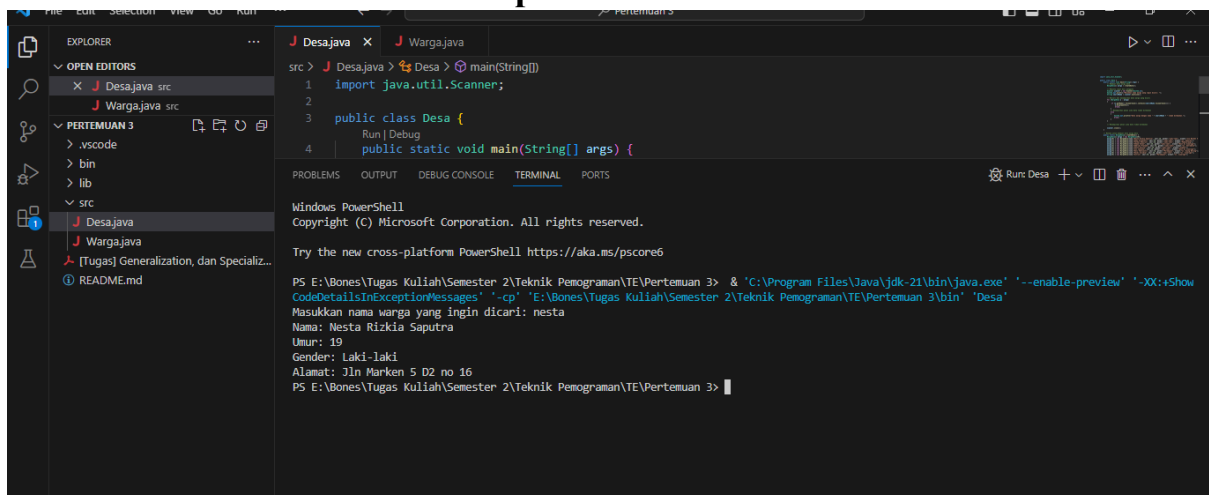 File Edit Selection View Go Run ...
Pertemuan 3
EXPLORER
OPEN EDITORS
Desa.java src
Warga.java src
PERTEMUAN 3
.vscode
bin
lib
src
Desa.java
Warga.java
[Tugas] Generalization, dan Specializ...
README.md
Desa.java
Warga.java
src > Desa.java > Desa > main(String[])
1 import java.util.Scanner;
2
3 public class Desa {
Run | Debug
4 public static void main(String[] args) {
PROBLEMS OUTPUT DEBUG CONSOLE TERMINAL PORTS
Run: Desa
Windows PowerShell
Copyright (C) Microsoft Corporation. All rights reserved.
Try the new cross-platform PowerShell https://aka.ms/pscore6
PS E:\Bones\Tugas Kuliah\Semester 2\Teknik Pemograman\TE\Pertemuan 3> & 'C:\Program Files\Java\jdk-21\bin\java.exe' '--enable-preview' '-XX:+Show
CodeDetailsInExceptionMessages' '-cp' 'E:\Bones\Tugas Kuliah\Semester 2\Teknik Pemograman\TE\Pertemuan 3\bin' 'Desa'
Masukkan nama warga yang ingin dicari: nesta
Nama: Nesta Rizkia Saputra
Umur: 19
Gender: Laki-laki
Alamat: Jln Marken 5 D2 no 16
PS E:\Bones\Tugas Kuliah\Semester 2\Teknik Pemograman\TE\Pertemuan 3>
1